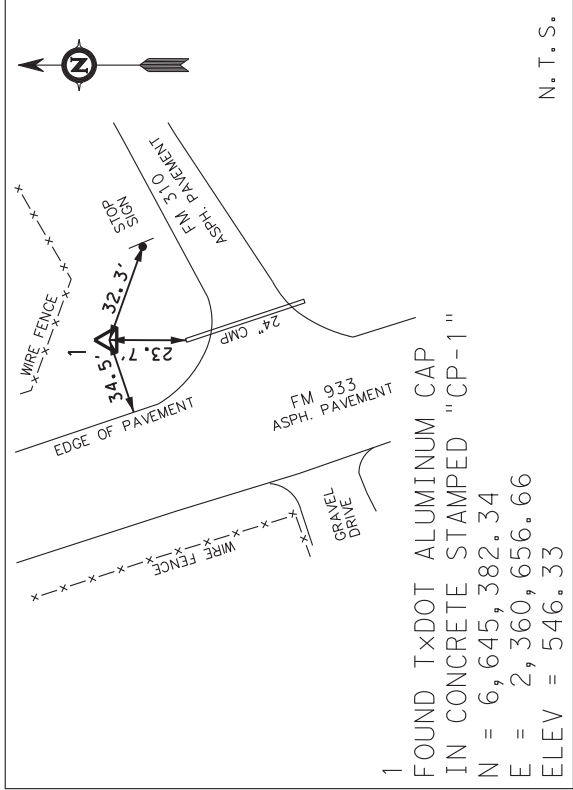 N
WIRE FENCE
STOP
SIGN
1
34.5'
32.3'
23.7'
FM 310
ASPH. PAVEMENT
24" CMP
EDGE OF PAVEMENT
FM 933
ASPH. PAVEMENT
WIRE FENCE
GRAVEL
DRIVE
1
FOUND TxDOT ALUMINUM CAP
IN CONCRETE STAMPED "CP-1"
N = 6,645,382.34
E = 2,360,656.66
ELEV = 546.33
N.T.S.